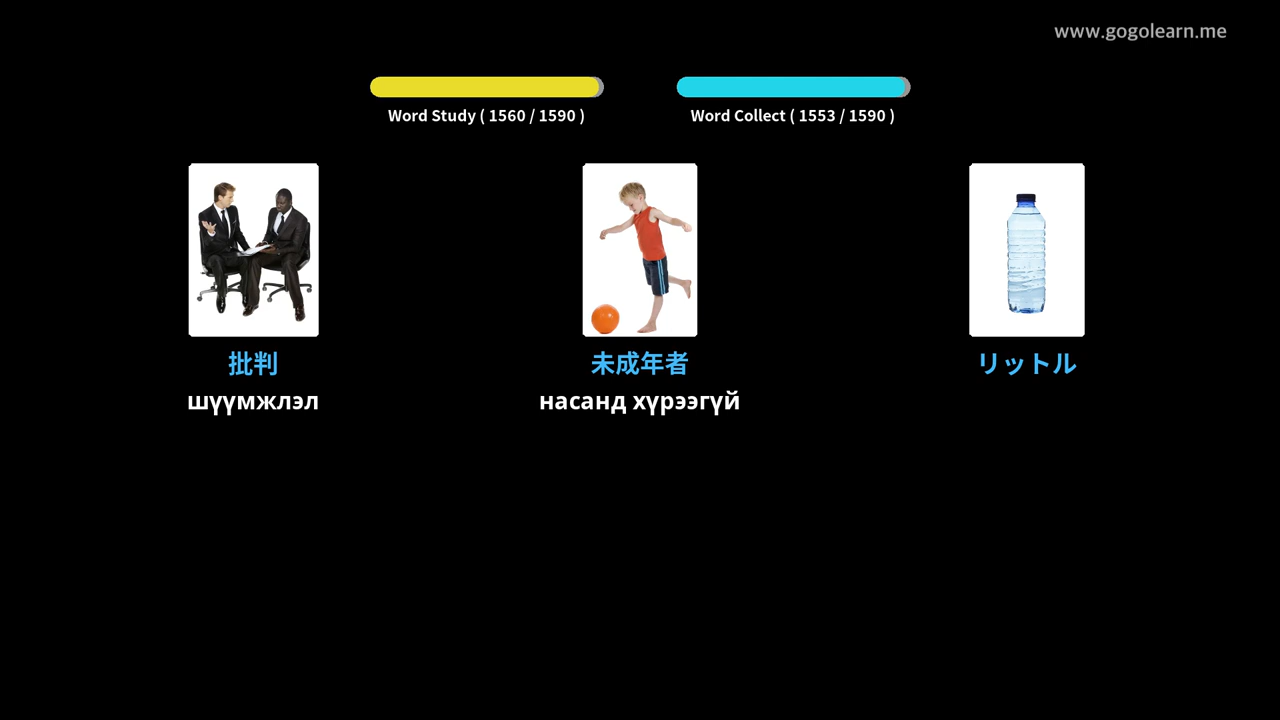 www.gogolearn.me
Word Study ( 1560 / 1590 )
Word Collect ( 1553 / 1590 )
批判
未成年者
リットル
шүүмжлэл
насанд хүрээгүй